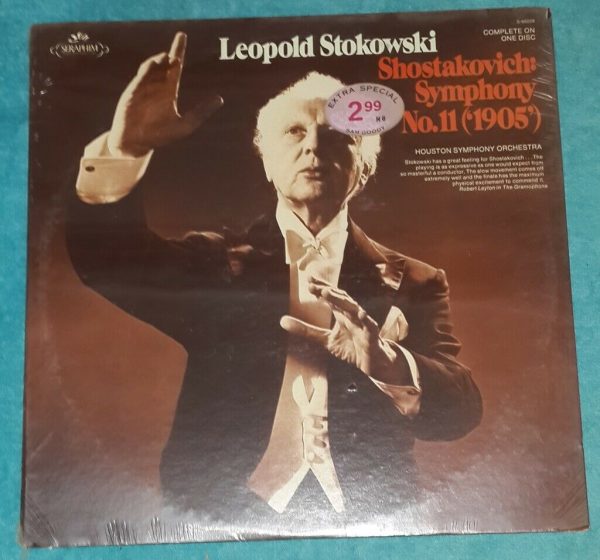 SERAPHIM
COMPLETE ON
ONE DISC
Leopold Stokowski
Shostakovich:
Symphony
No.11 ('1905')
EXTRA SPECIAL
2.99
SAM GOODY
HOUSTON SYMPHONY ORCHESTRA
Stokowski has a great feeling for Shostakovich ... The
playing is as expressive as one would expect from
so masterful a conductor. The slow movement comes off
extremely well and the finale has the maximum
physical excitement to commend it.
Robert Layton in The Gramophone